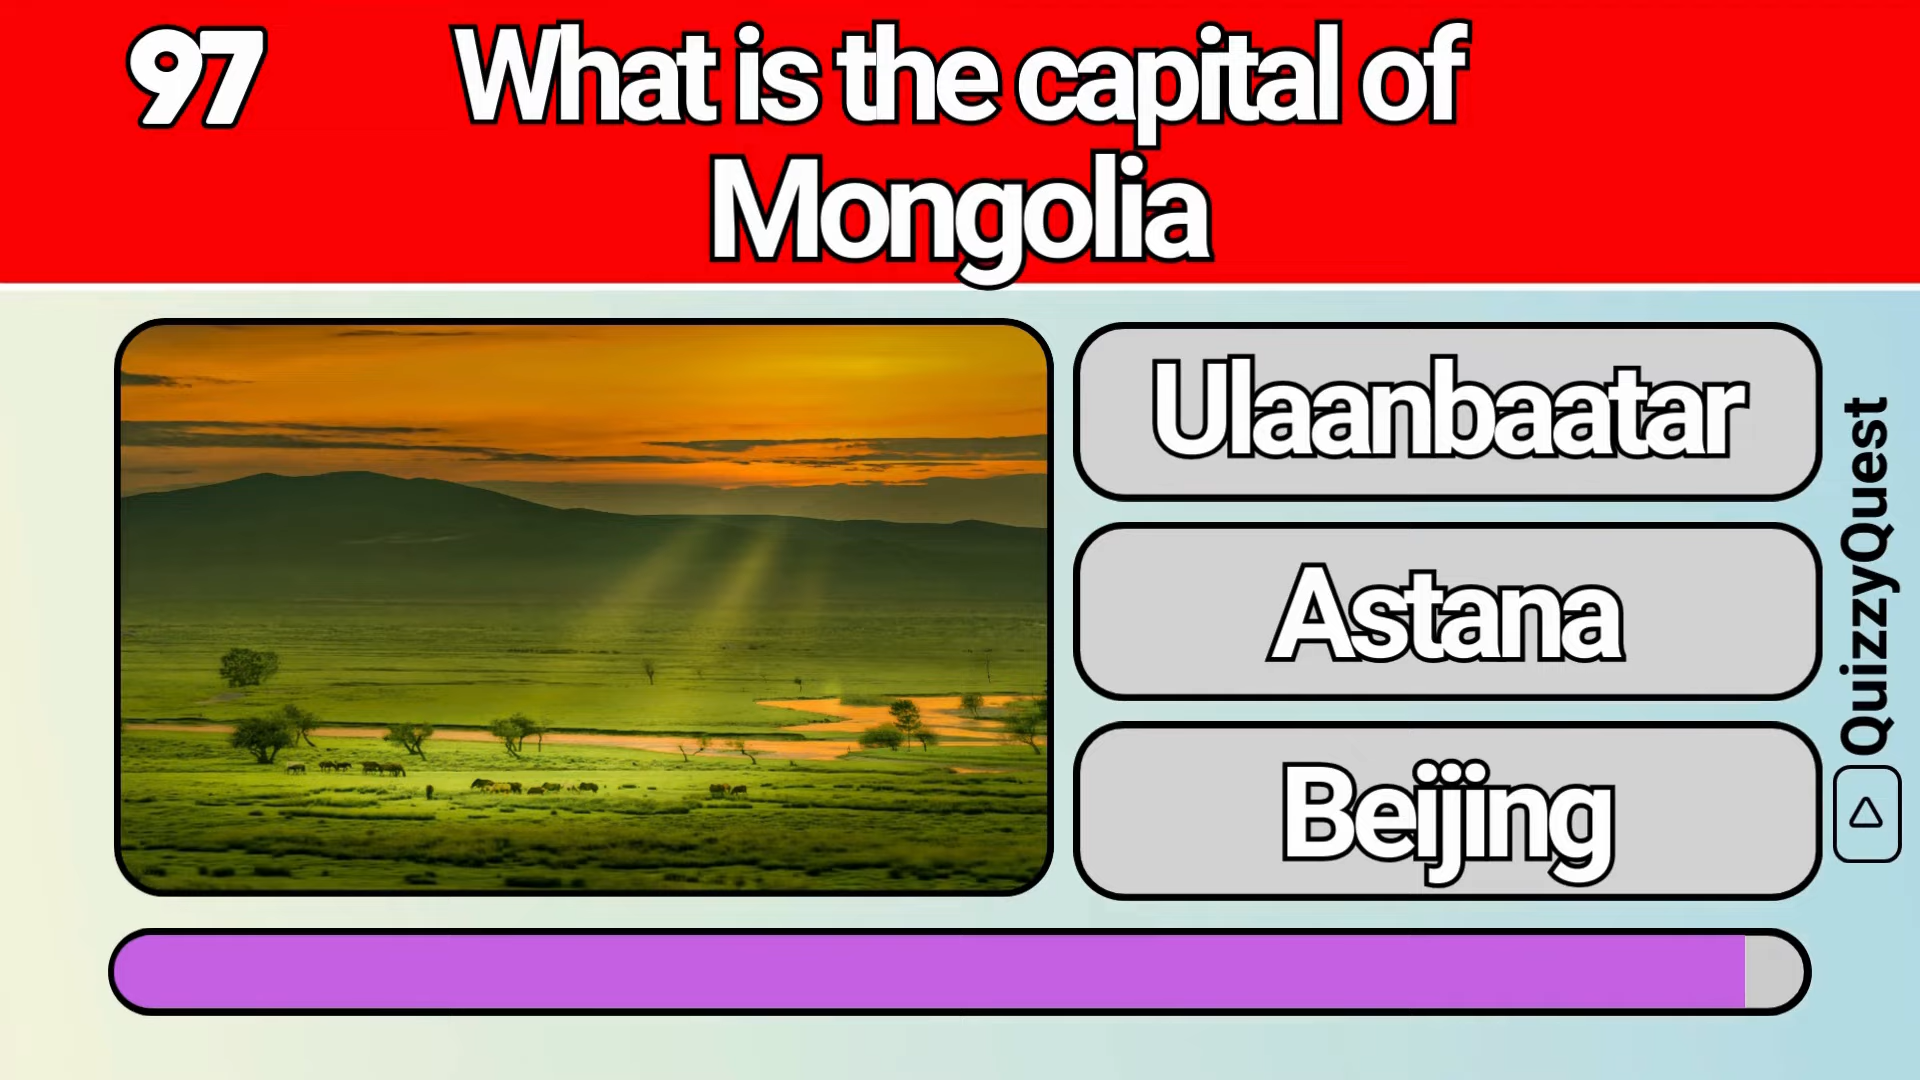 97
What is the capital of
Mongolia
Ulaanbaatar
Astana
Beijing
QuizzyQuest